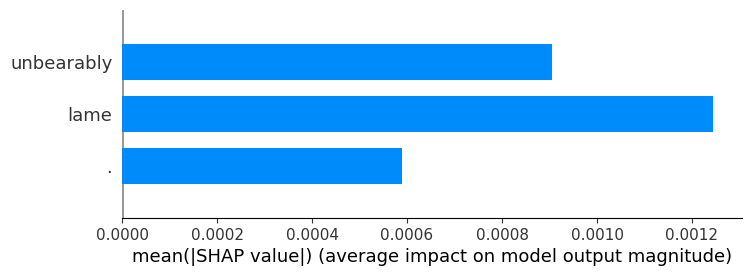 unbearably
lame
.
0.0000 0.0002 0.0004 0.0006 0.0008 0.0010 0.0012
mean(|SHAP value|) (average impact on model output magnitude)